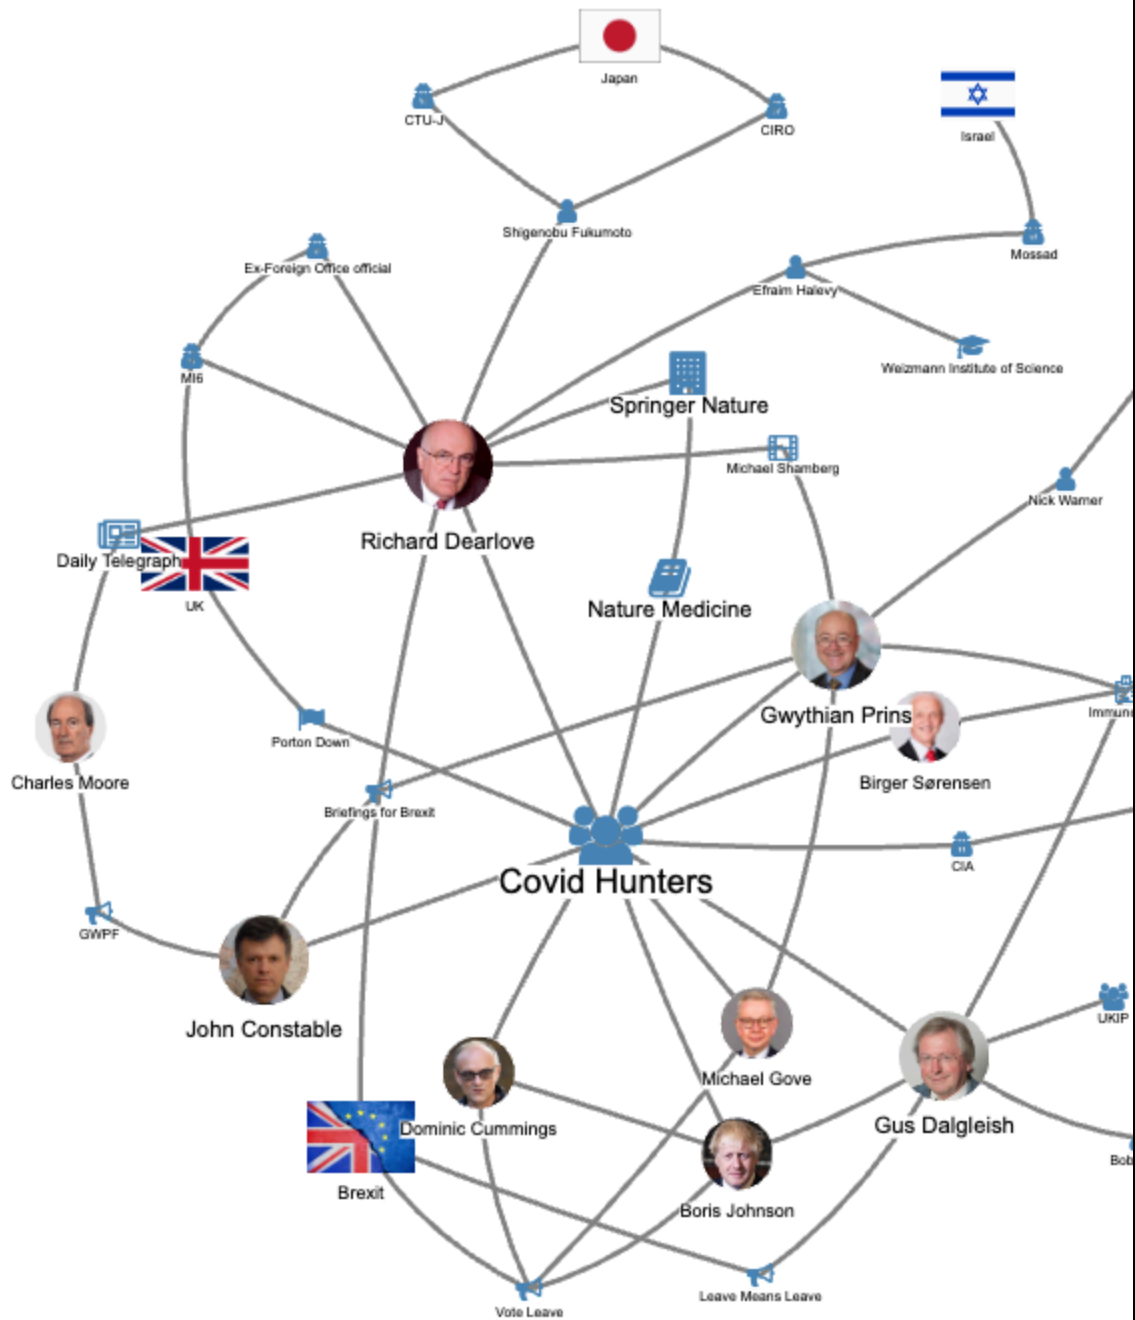 Japan
CTU-J
CIRO
Israel
Shigenobu Fukumoto
Mossad
Ex-Foreign Office official
Efraim Halevy
MI6
Weizmann Institute of Science
Springer Nature
Michael Shamberg
Nick Warner
Richard Dearlove
Daily Telegraph
UK
Nature Medicine
Gwythian Prins
Immun
Porton Down
Charles Moore
Birger Sørensen
Briefings for Brexit
CIA
Covid Hunters
GWPF
UKIP
John Constable
Michael Gove
Dominic Cummings
Gus Dalgleish
Bob
Brexit
Boris Johnson
Leave Means Leave
Vote Leave